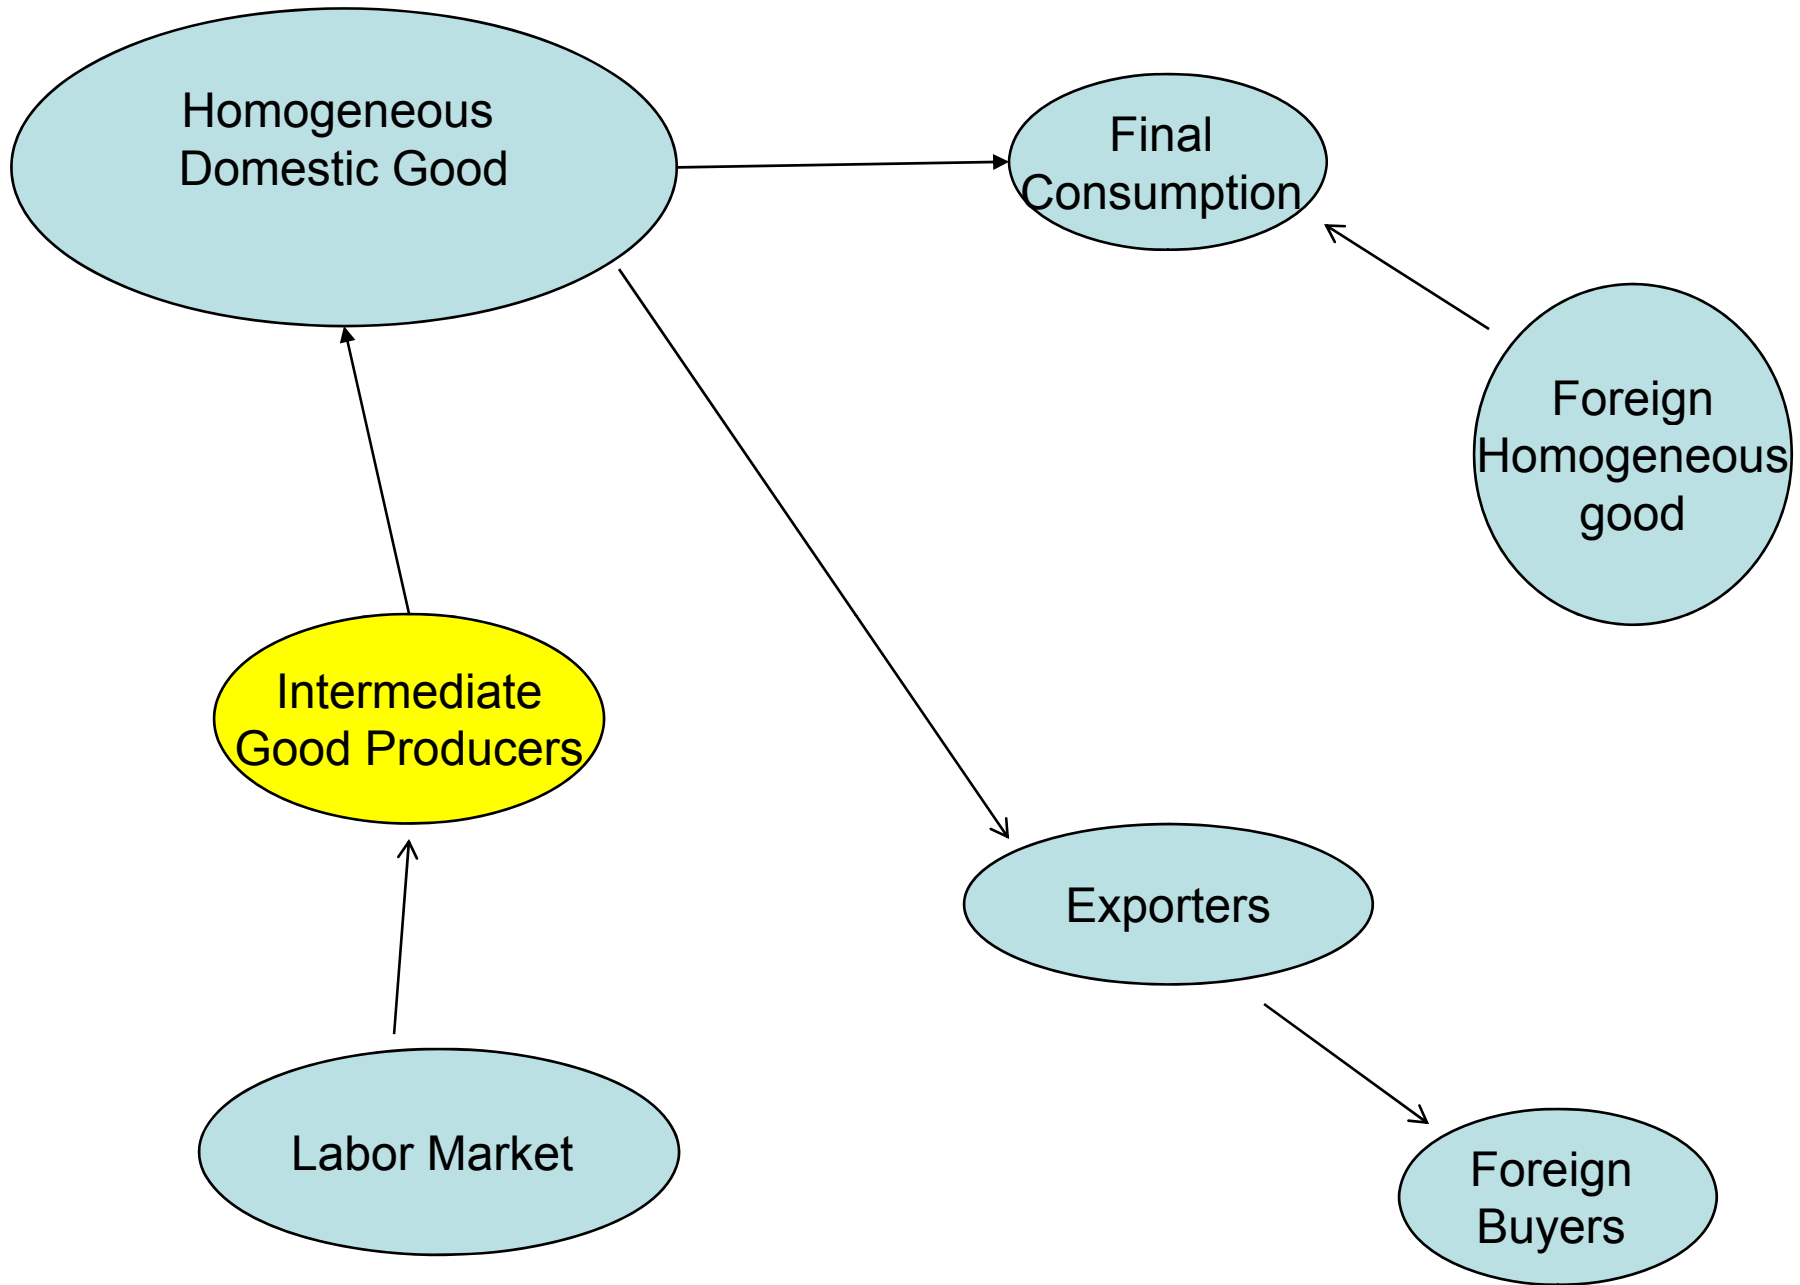 Homogeneous
Domestic Good
Final
Consumption
Foreign
Homogeneous
good
Intermediate
Good Producers
Exporters
Labor Market
Foreign
Buyers